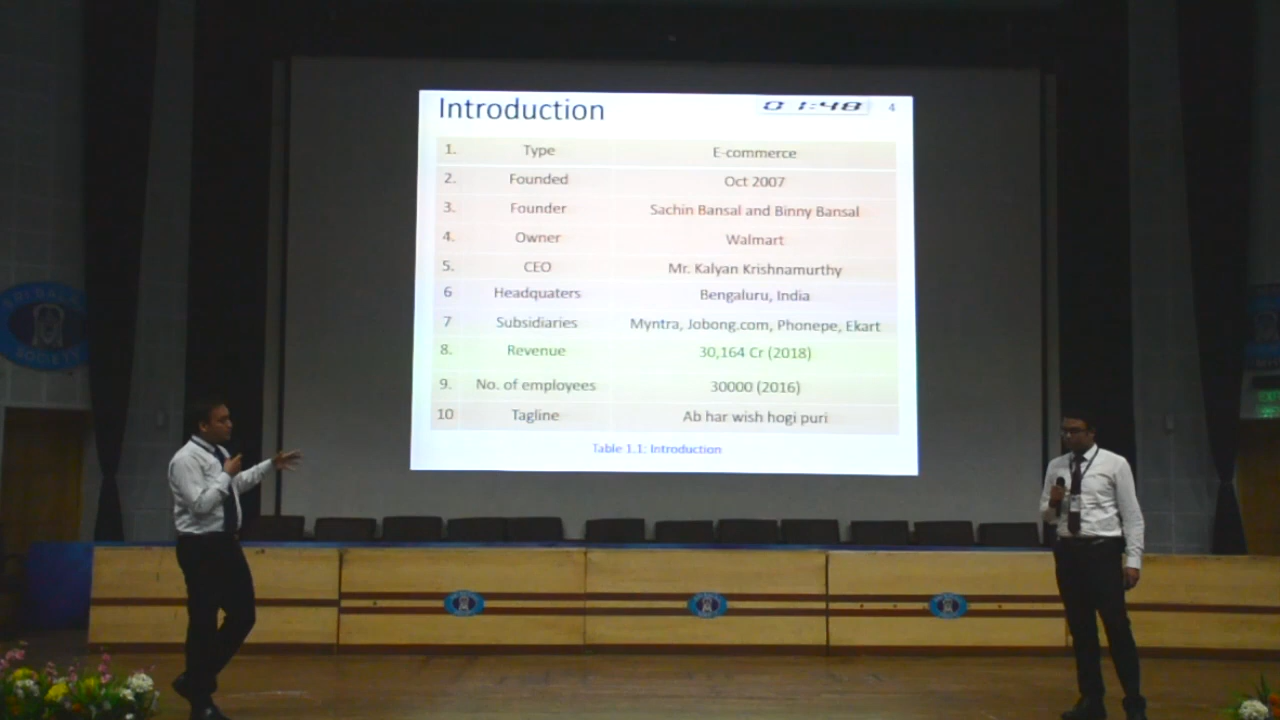 Introduction
0 1:48
4
1. Type E-commerce
2. Founded Oct 2007
3. Founder Sachin Bansal and Binny Bansal
4. Owner Walmart
5. CEO Mr. Kalyan Krishnamurthy
6 Headquaters Bengaluru, India
7 Subsidiaries Myntra, Jobong.com, Phonepe, Ekart
8. Revenue 30,164 Cr (2018)
9. No. of employees 30000 (2016)
10 Tagline Ab har wish hogi puri
Table 1.1: Introduction
SOCIETY